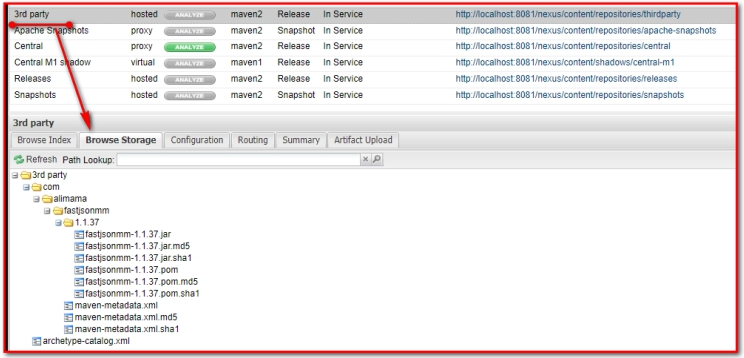 3rd party hosted ANALYZE maven2 Release In Service http://localhost:8081/nexus/content/repositories/thirdparty
Apache Snapshots proxy ANALYZE maven2 Snapshot In Service http://localhost:8081/nexus/content/repositories/apache-snapshots
Central proxy ANALYZE maven2 Release In Service http://localhost:8081/nexus/content/repositories/central
Central M1 shadow virtual ANALYZE maven1 Release In Service http://localhost:8081/nexus/content/shadows/central-m1
Releases hosted ANALYZE maven2 Release In Service http://localhost:8081/nexus/content/repositories/releases
Snapshots hosted ANALYZE maven2 Snapshot In Service http://localhost:8081/nexus/content/repositories/snapshots
3rd party
Browse Index Browse Storage Configuration Routing Summary Artifact Upload
Refresh Path Lookup:
3rd party
com
alimama
fastjsonmm
1.1.37
fastjsonmm-1.1.37.jar
fastjsonmm-1.1.37.jar.md5
fastjsonmm-1.1.37.jar.sha1
fastjsonmm-1.1.37.pom
fastjsonmm-1.1.37.pom.md5
fastjsonmm-1.1.37.pom.sha1
maven-metadata.xml
maven-metadata.xml.md5
maven-metadata.xml.sha1
archetype-catalog.xml